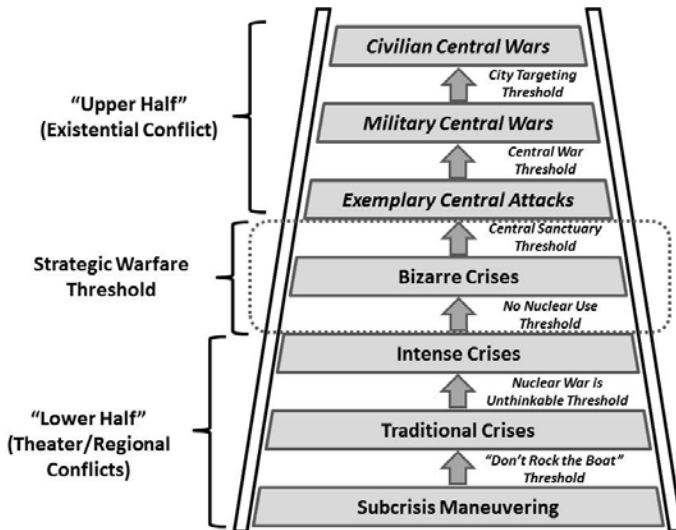 Civilian Central Wars
City Targeting
Threshold
“Upper Half”
(Existential Conflict)
Military Central Wars
Central War
Threshold
Exemplary Central Attacks
Central Sanctuary
Threshold
Strategic Warfare
Threshold
Bizarre Crises
No Nuclear Use
Threshold
Intense Crises
Nuclear War is
Unthinkable Threshold
“Lower Half”
(Theater/Regional
Conflicts)
Traditional Crises
“Don’t Rock the Boat”
Threshold
Subcrisis Maneuvering